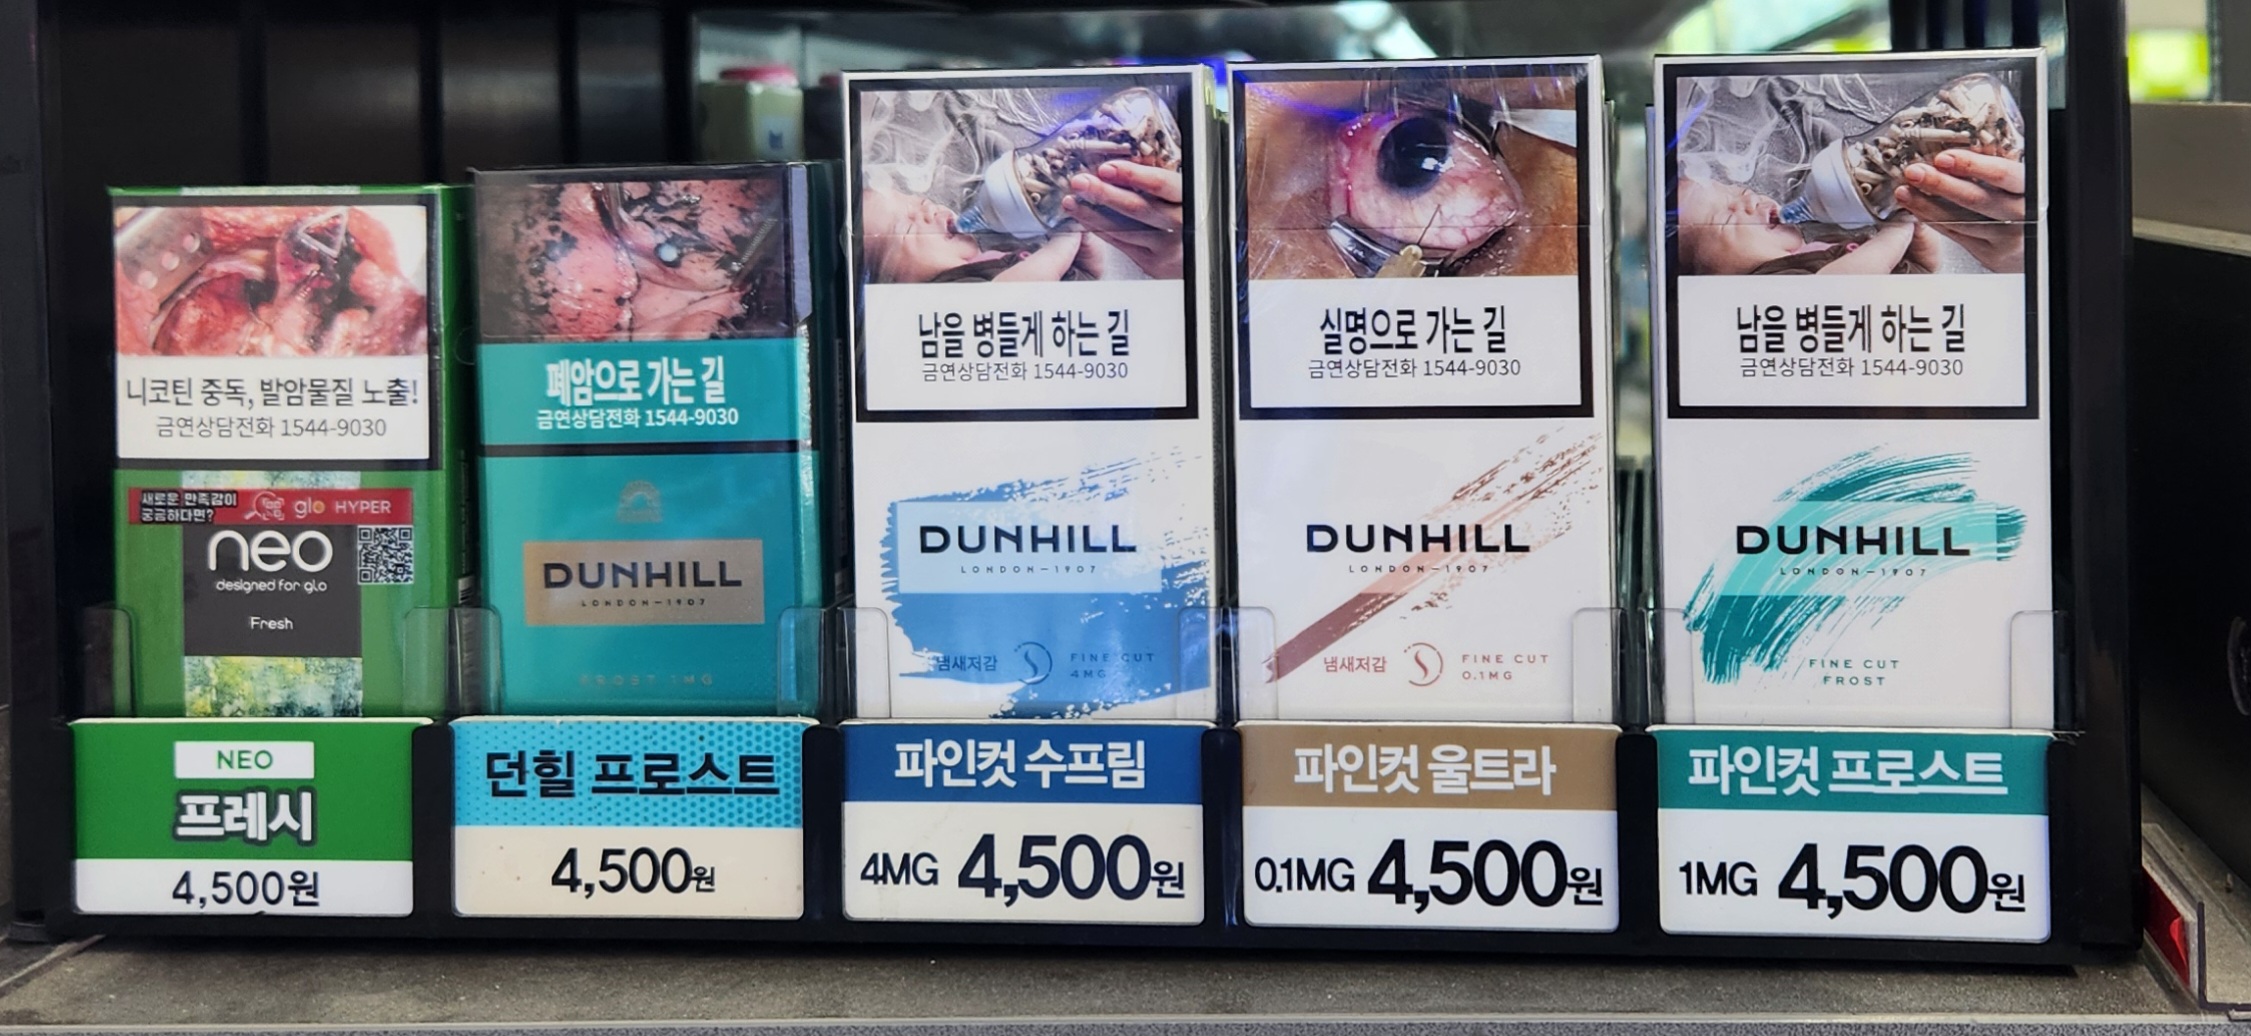 니코틴 중독, 발암물질 노출!
금연상담전화 1544-9030
새로운 만족감이
궁금하다면?
glo HYPER
neo
designed for glo
Fresh
NEO
프레시
4,500원
폐암으로 가는 길
금연상담전화 1544-9030
DUNHILL
LONDON—1907
FROST 1MG
던힐 프로스트
4,500원
남을 병들게 하는 길
금연상담전화 1544-9030
DUNHILL
LONDON—1907
냄새저감
FINE CUT
4MG
파인컷 수프림
4MG 4,500원
실명으로 가는 길
금연상담전화 1544-9030
DUNHILL
LONDON—1907
냄새저감
FINE CUT
0.1MG
파인컷 울트라
0.1MG 4,500원
남을 병들게 하는 길
금연상담전화 1544-9030
DUNHILL
LONDON—1907
FINE CUT
FROST
파인컷 프로스트
1MG 4,500원